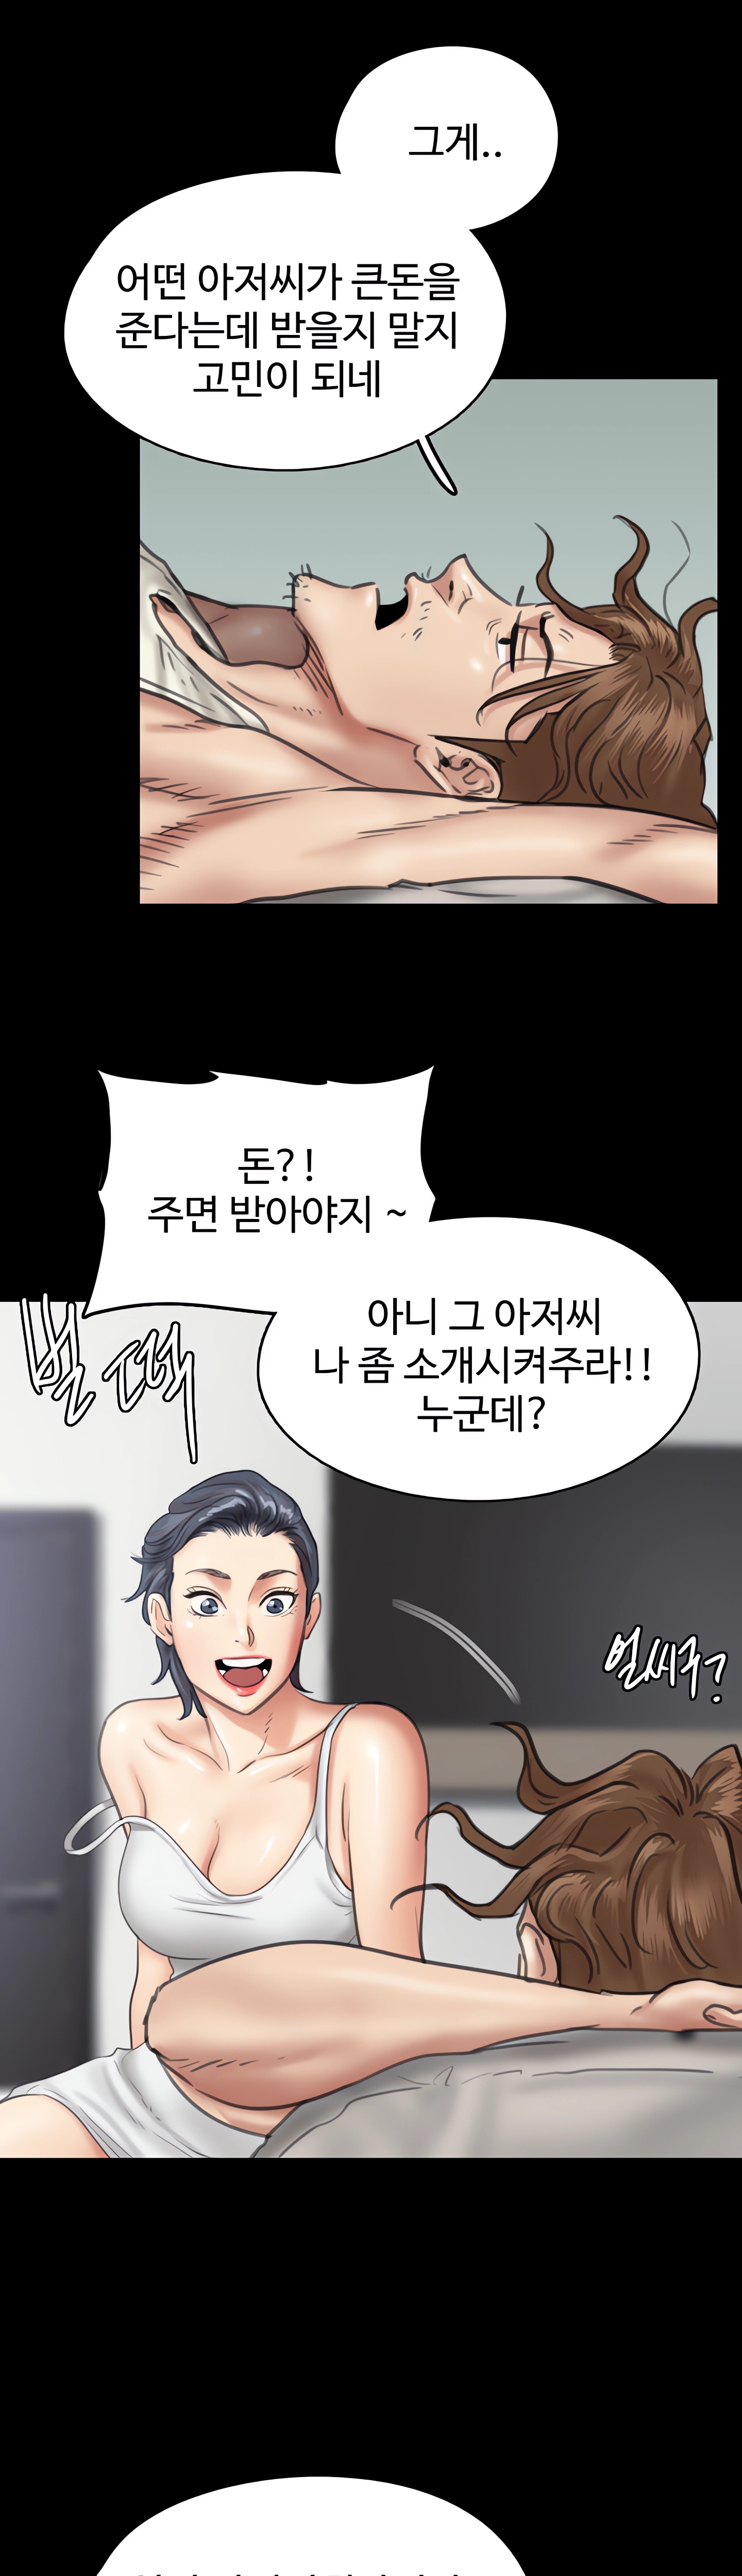 그게..
어떤 아저씨가 큰돈을
준다는데 받을지 말지
고민이 되네
돈?!
주면 받아야지 ~
아니 그 아저씨
나 좀 소개시켜주라!!
누군데?
벌떡
얼씨구?